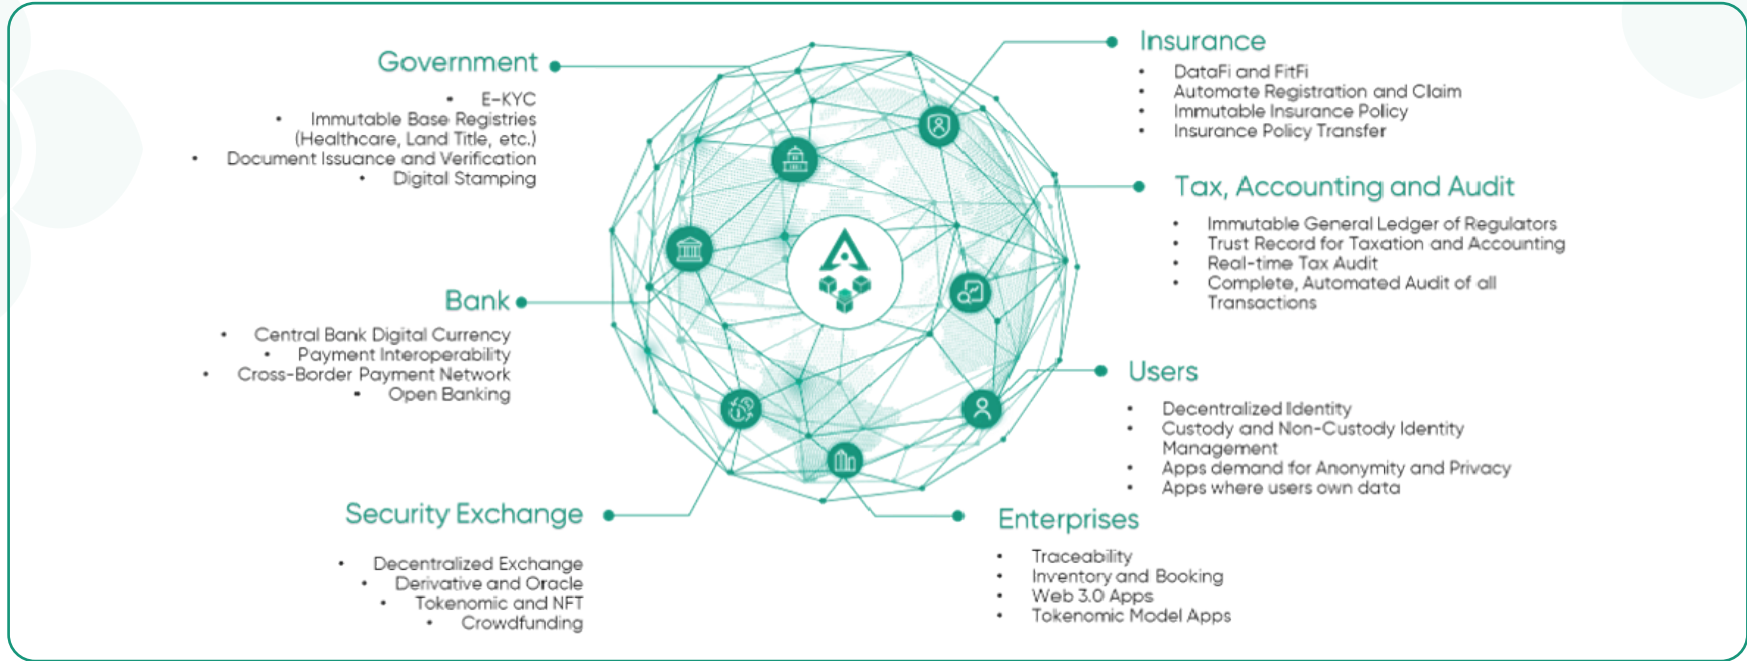 Government
• E-KYC
• Immutable Base Registries
(Healthcare, Land Title, etc.)
• Document Issuance and Verification
• Digital Stamping
Bank
• Central Bank Digital Currency
• Payment Interoperability
• Cross-Border Payment Network
• Open Banking
Security Exchange
• Decentralized Exchange
• Derivative and Oracle
• Tokenomic and NFT
• Crowdfunding
Insurance
• DataFi and FitFi
• Automate Registration and Claim
• Immutable Insurance Policy
• Insurance Policy Transfer
Tax, Accounting and Audit
• Immutable General Ledger of Regulators
• Trust Record for Taxation and Accounting
• Real-time Tax Audit
• Complete, Automated Audit of all
Transactions
Users
• Decentralized Identity
• Custody and Non-Custody Identity
Management
• Apps demand for Anonymity and Privacy
• Apps where users own data
Enterprises
• Traceability
• Inventory and Booking
• Web 3.0 Apps
• Tokenomic Model Apps